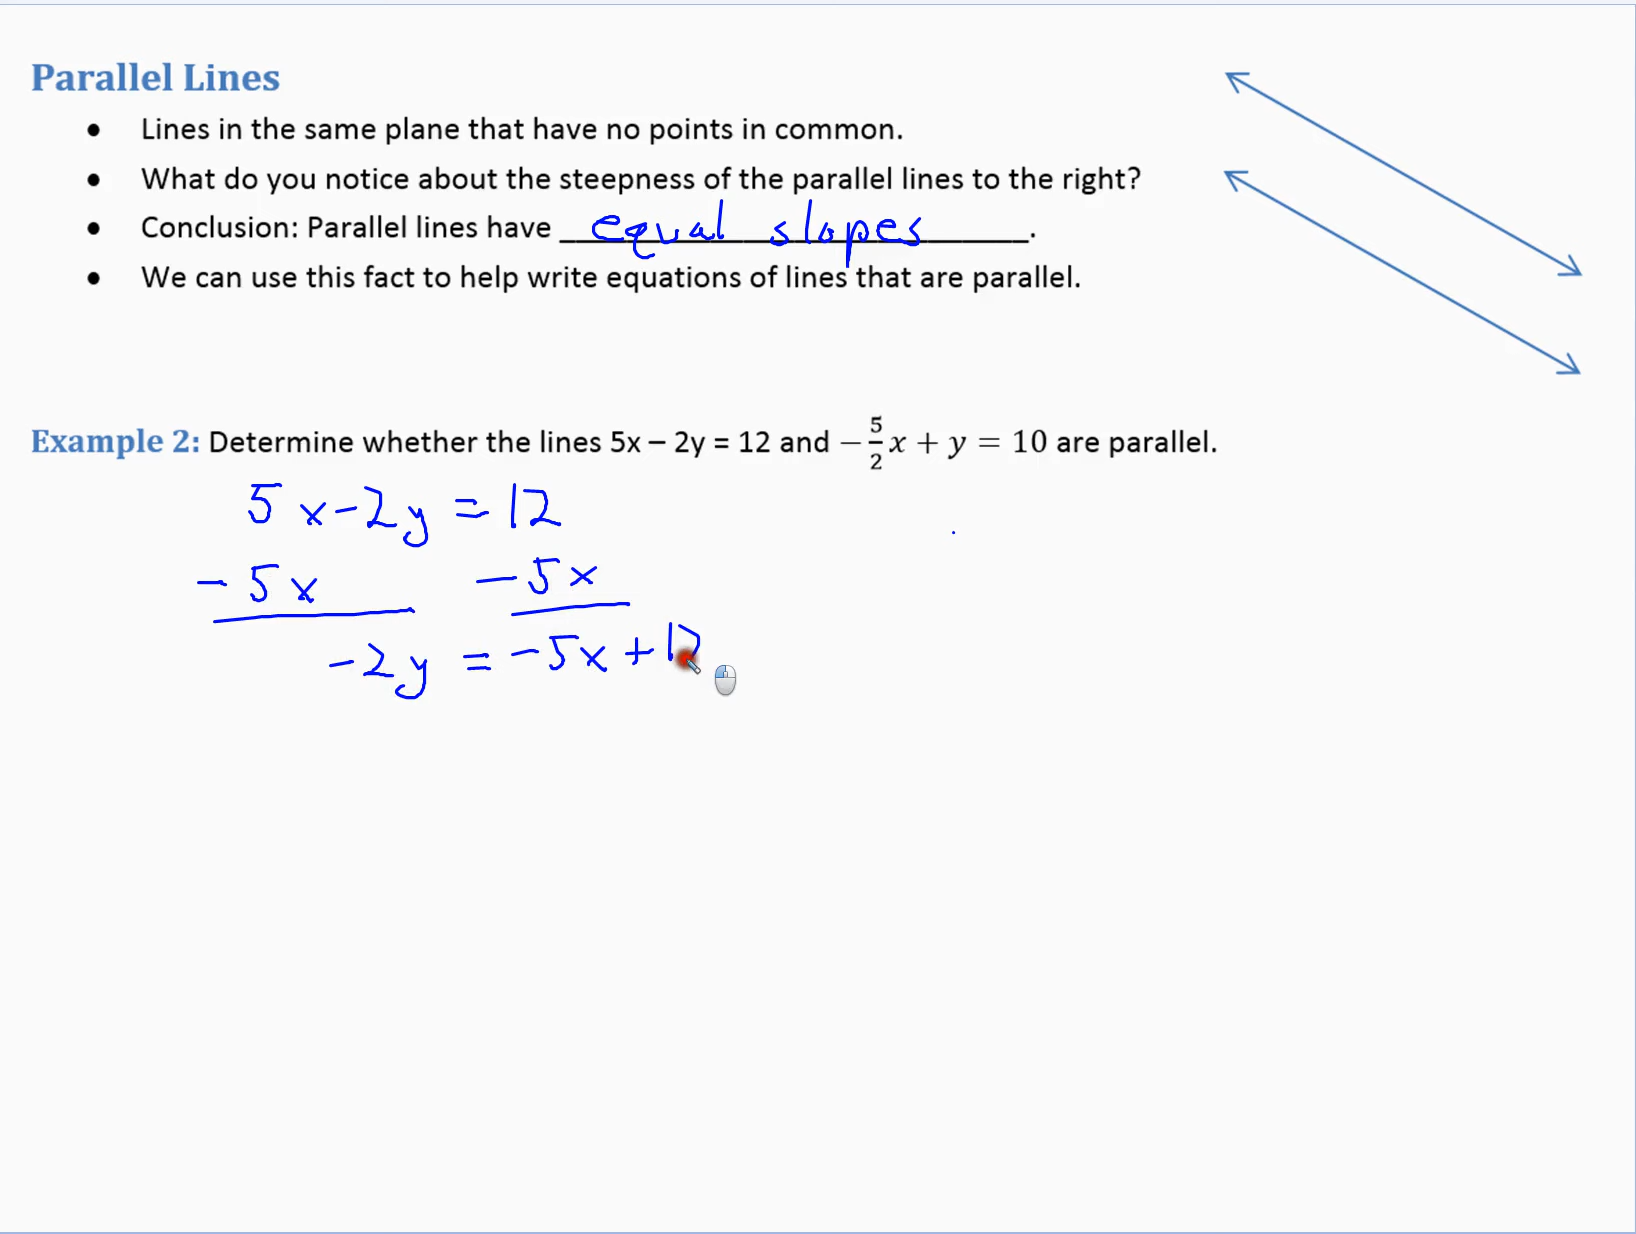 Parallel Lines
• Lines in the same plane that have no points in common.
• What do you notice about the steepness of the parallel lines to the right?
• Conclusion: Parallel lines have equal slopes.
• We can use this fact to help write equations of lines that are parallel.
Example 2: Determine whether the lines 5x – 2y = 12 and −5/2x + y = 10 are parallel.
5x-2y = 12
-5x -5x
-2y = -5x+12